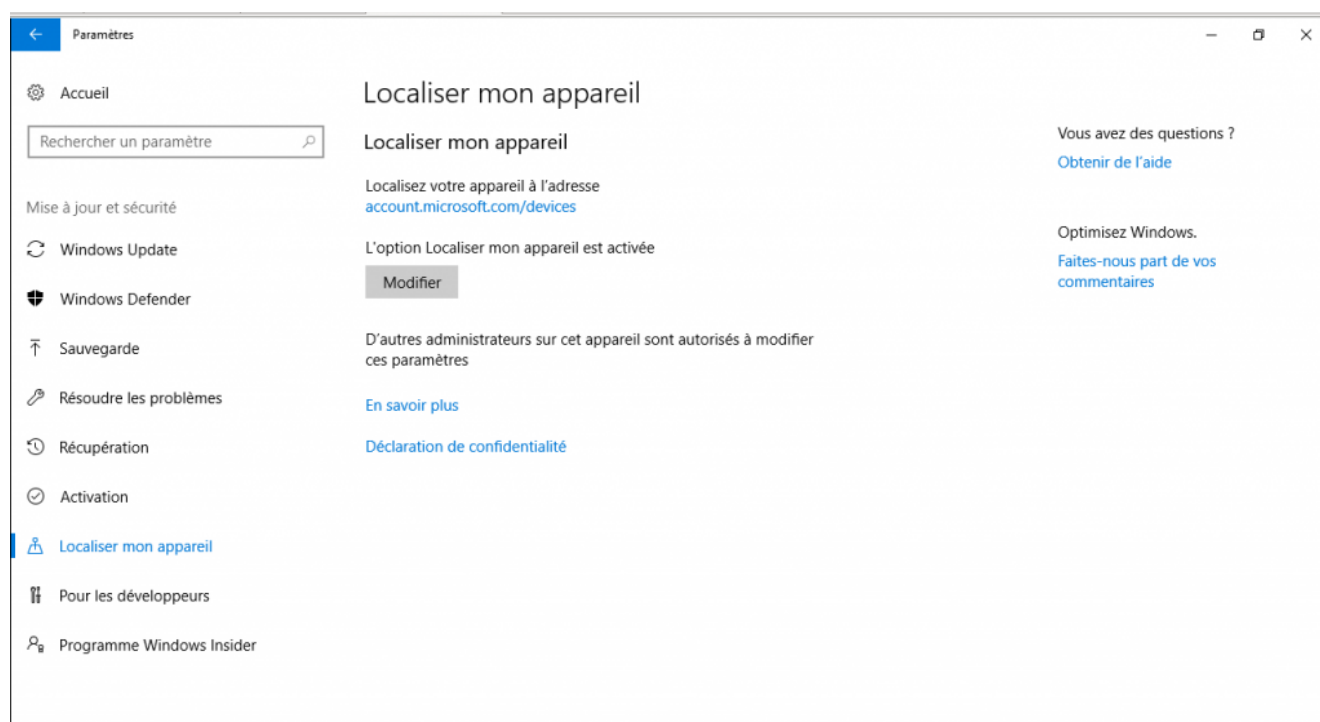 Paramètres
Accueil
Rechercher un paramètre
Mise à jour et sécurité
Windows Update
Windows Defender
Sauvegarde
Résoudre les problèmes
Récupération
Activation
Localiser mon appareil
Pour les développeurs
Programme Windows Insider
Localiser mon appareil
Localiser mon appareil
Localisez votre appareil à l'adresse
account.microsoft.com/devices
L'option Localiser mon appareil est activée
Modifier
D'autres administrateurs sur cet appareil sont autorisés à modifier
ces paramètres
En savoir plus
Déclaration de confidentialité
Vous avez des questions ?
Obtenir de l'aide
Optimisez Windows.
Faites-nous part de vos
commentaires